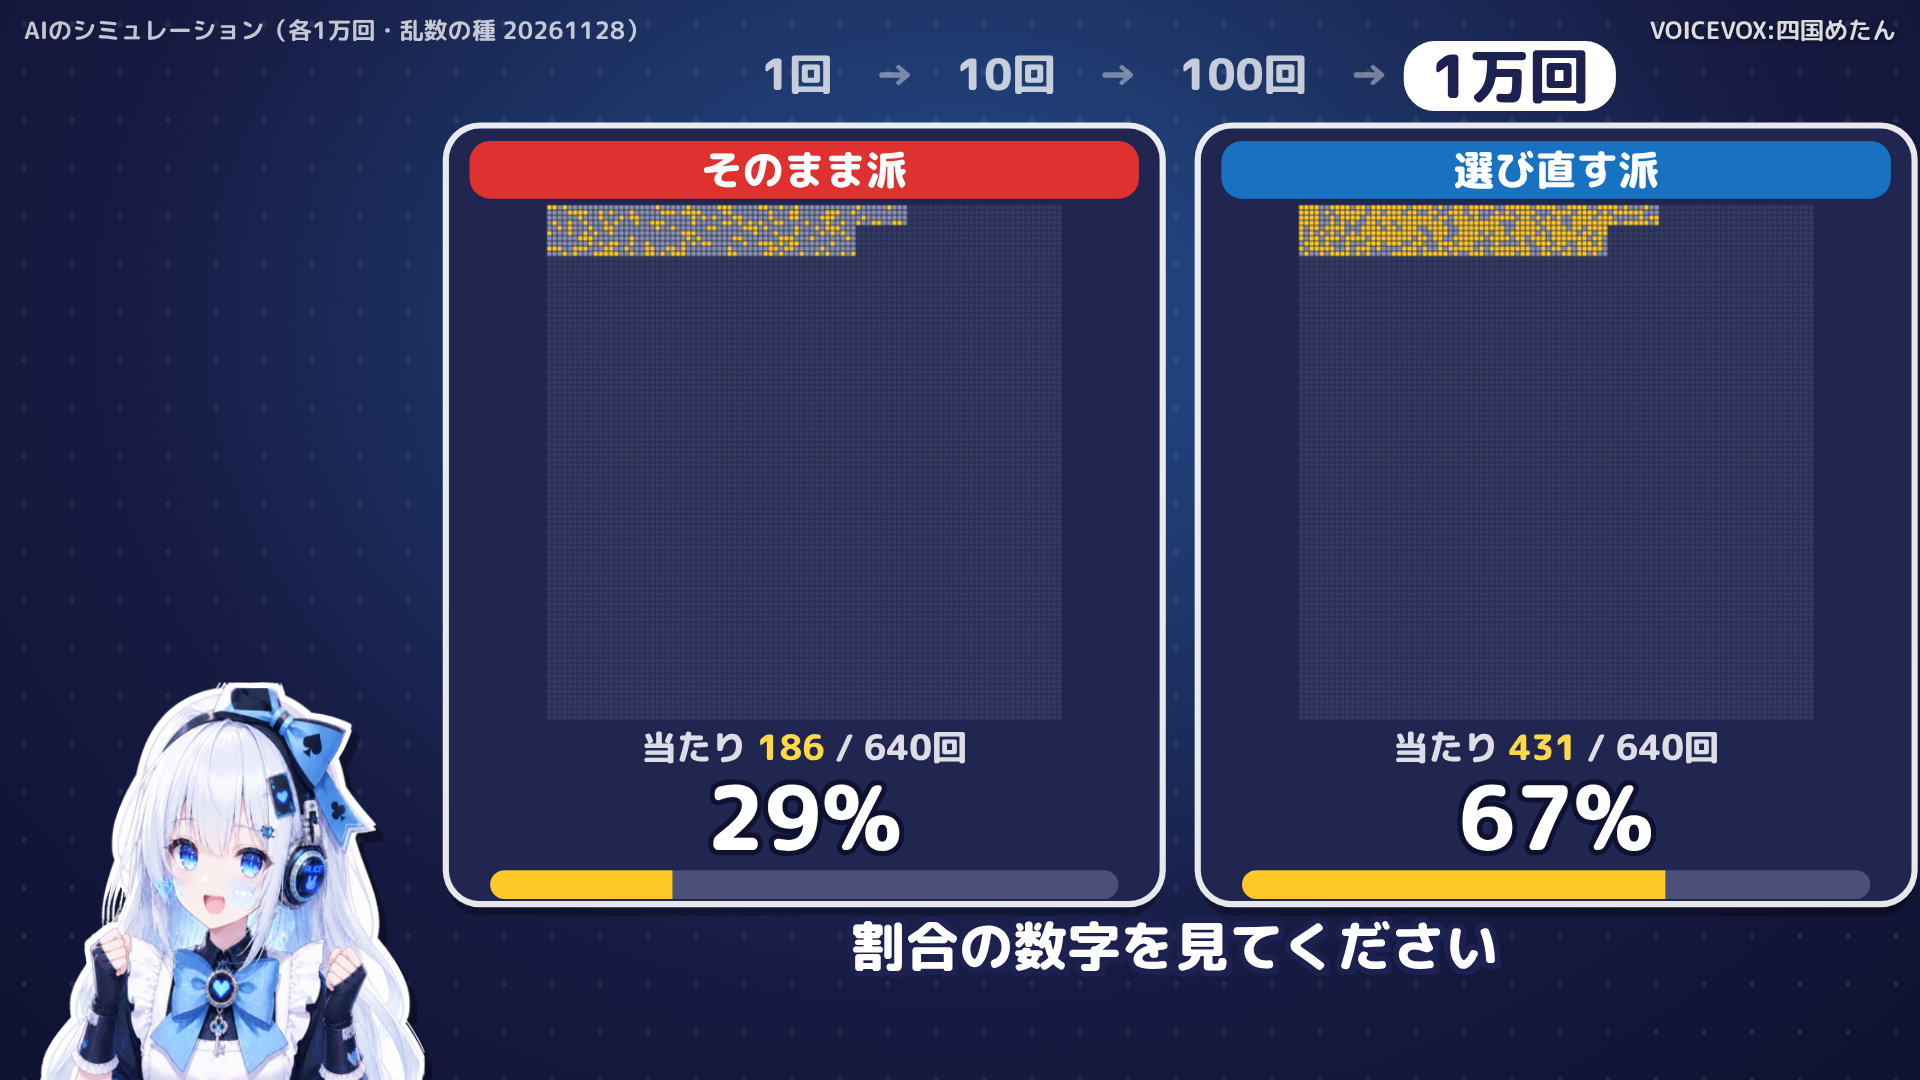 AIのシミュレーション（各1万回・乱数の種 20261128）
VOICEVOX:四国めたん
1回 → 10回 → 100回 → 1万回
そのまま派
当たり 186 / 640回
29%
選び直す派
当たり 431 / 640回
67%
割合の数字を見てください